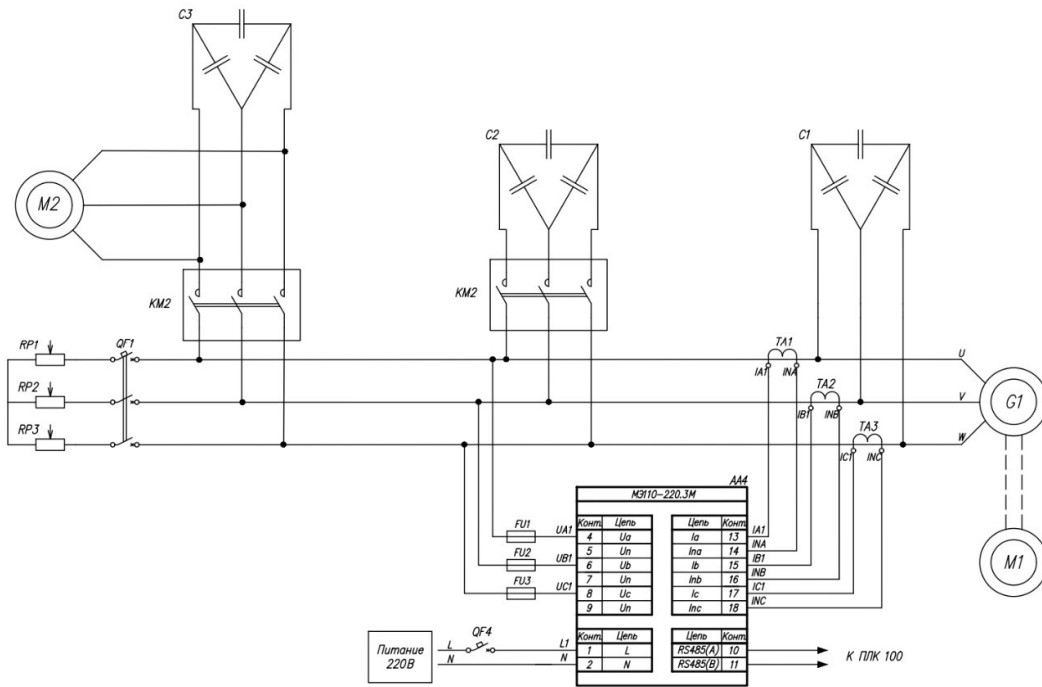 C3
C2
C1
M2
KM2
KM2
RP1
QF1
TA1
U
IA1
INA
RP2
TA2
V
G1
IB1
INB
RP3
TA3
W
IC1
INC
AA4
МЭ110-220.3М
Конт.
Цепь
Цепь
Конт.
FU1
UA1
4
Ua
Ia
13
IA1
5
Un
Ina
14
INA
FU2
UB1
6
Ub
Ib
15
IB1
7
Un
Inb
16
INB
FU3
UC1
8
Uc
Ic
17
IC1
9
Un
Inc
18
INC
M1
Питание
220В
L
QF4
L1
N
N
Конт.
Цепь
Цепь
Конт.
1
L
RS485(A)
10
2
N
RS485(B)
11
К ПЛК 100